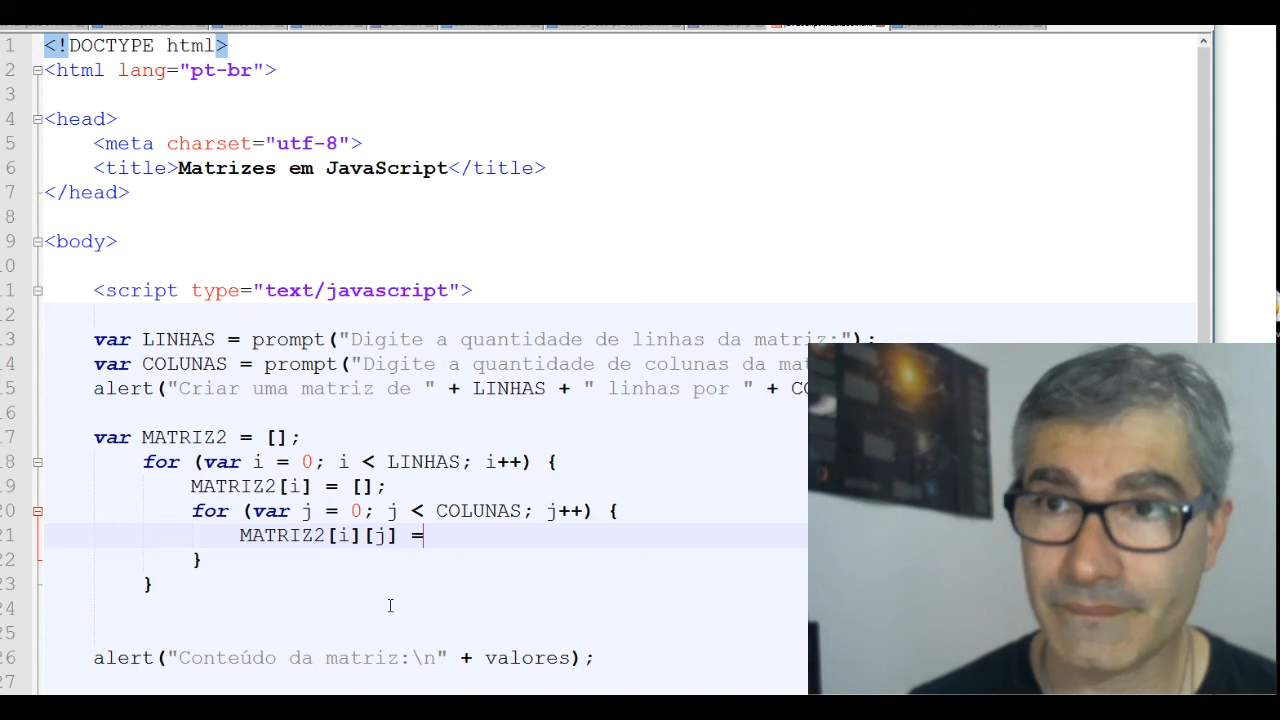 1 <!DOCTYPE html>
2 <html lang="pt-br">
3
4 <head>
5 <meta charset="utf-8">
6 <title>Matrizes em JavaScript</title>
7 </head>
8
9 <body>
10
11 <script type="text/javascript">
12
13 var LINHAS = prompt("Digite a quantidade de linhas da matriz:");
14 var COLUNAS = prompt("Digite a quantidade de colunas da
15 alert("Criar uma matriz de " + LINHAS + " linhas por " +
16
17 var MATRIZ2 = [];
18 for (var i = 0; i < LINHAS; i++) {
19 MATRIZ2[i] = [];
20 for (var j = 0; j < COLUNAS; j++) {
21 MATRIZ2[i][j] =
22 }
23 }
24
25
26 alert("Conteúdo da matriz:\n" + valores);
27